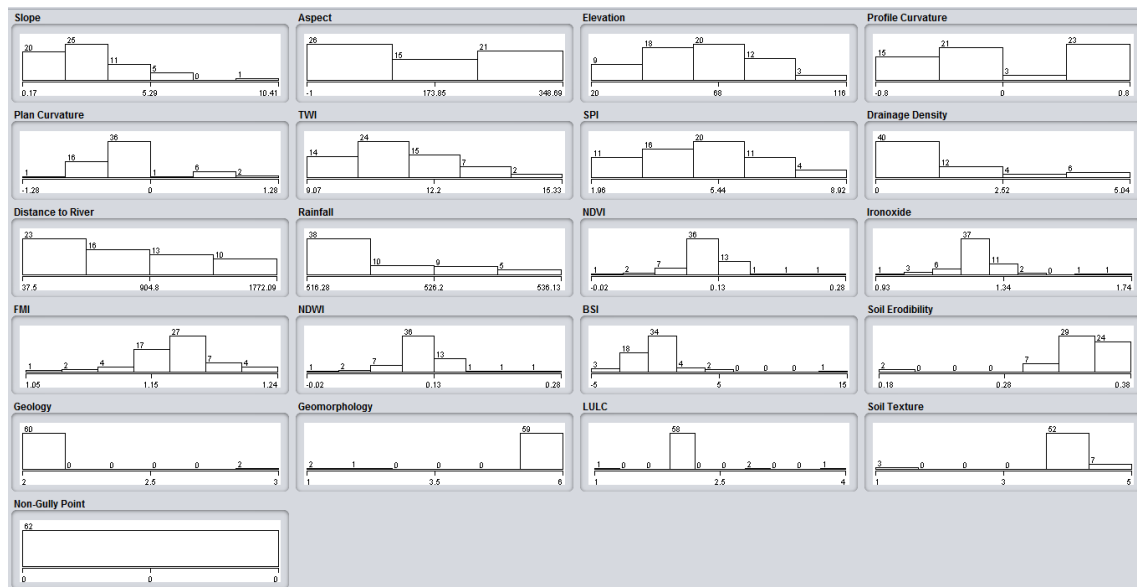 Slope Aspect Elevation Profile Curvature
20 25 11 5 0 1 26 15 21 9 18 20 12 3 15 21 3 23
0.17 5.29 10.41 -1 173.85 348.69 20 68 116 -0.8 0 0.8
Plan Curvature TWI SPI Drainage Density
1 16 36 1 6 2 14 24 15 7 2 11 16 20 11 4 40 12 4 6
-1.28 0 1.28 9.07 12.2 15.33 1.96 5.44 8.92 0 2.52 5.04
Distance to River Rainfall NDVI Ironoxide
23 16 13 10 38 10 9 5 1 2 7 36 13 1 1 1 1 3 6 37 11 2 0 1 1
37.5 904.8 1772.09 516.28 526.2 536.13 -0.02 0.13 0.28 0.93 1.34 1.74
FMI NDWI BSI Soil Erodibility
1 2 4 17 27 7 4 1 2 7 36 13 1 1 1 3 18 34 4 2 0 0 0 1 2 0 0 0 7 29 24
1.05 1.15 1.24 -0.02 0.13 0.28 -5 5 15 0.18 0.28 0.38
Geology Geomorphology LULC Soil Texture
60 0 0 0 0 2 2 1 0 0 0 59 1 0 0 58 0 2 0 0 1 3 0 0 0 52 7
2 2.5 3 1 3.5 6 1 2.5 4 1 3 5
Non-Gully Point
62
0 0 0